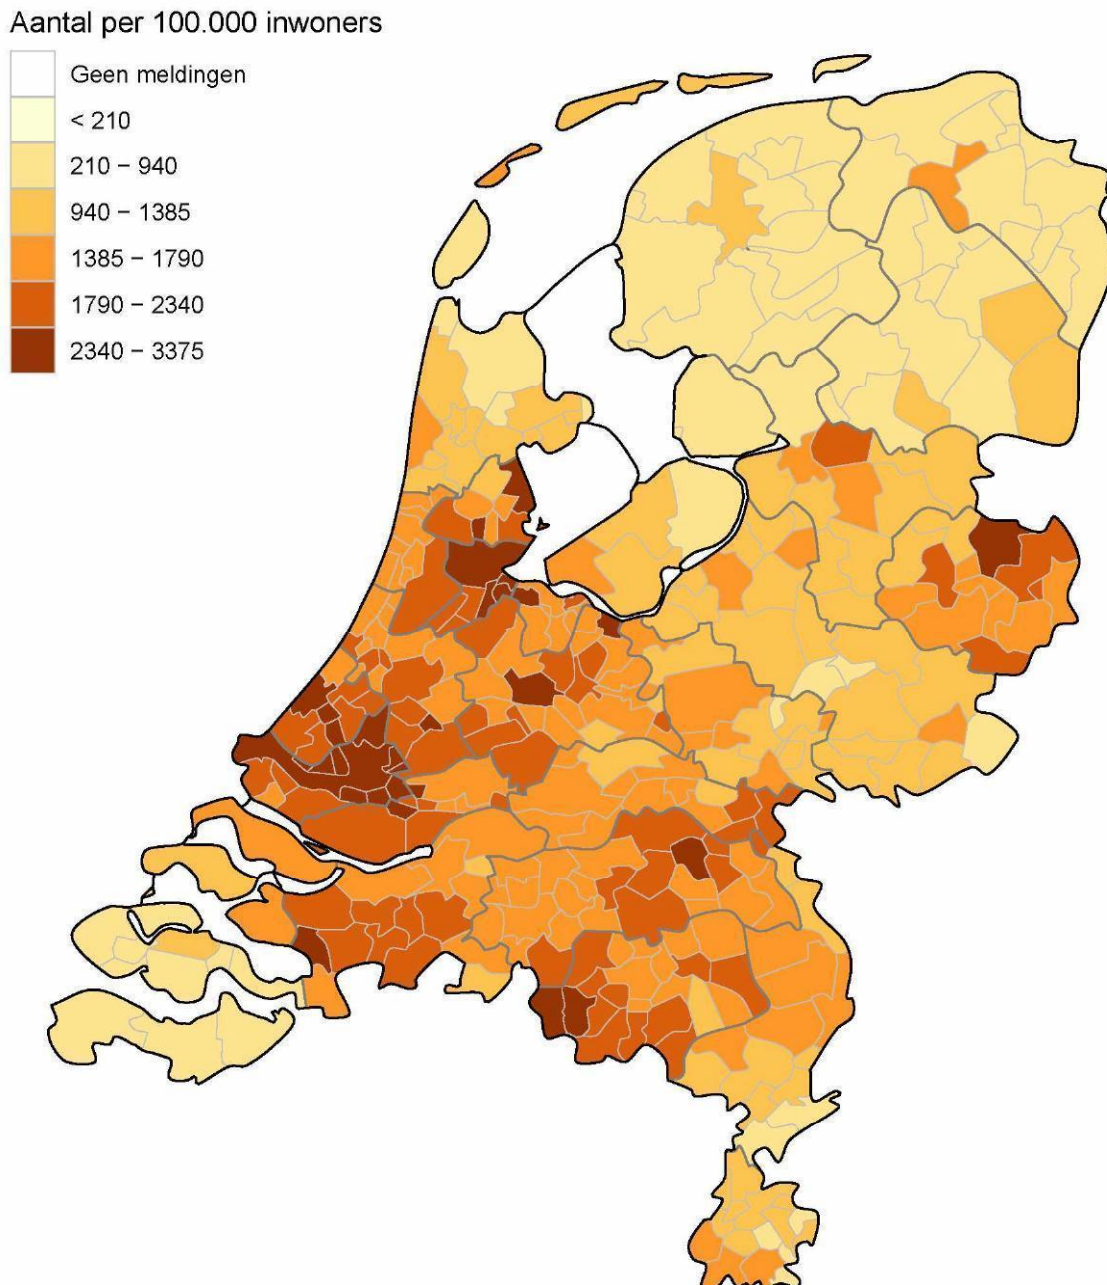 Aantal per 100.000 inwoners
Geen meldingen
< 210
210 − 940
940 − 1385
1385 − 1790
1790 − 2340
2340 − 3375